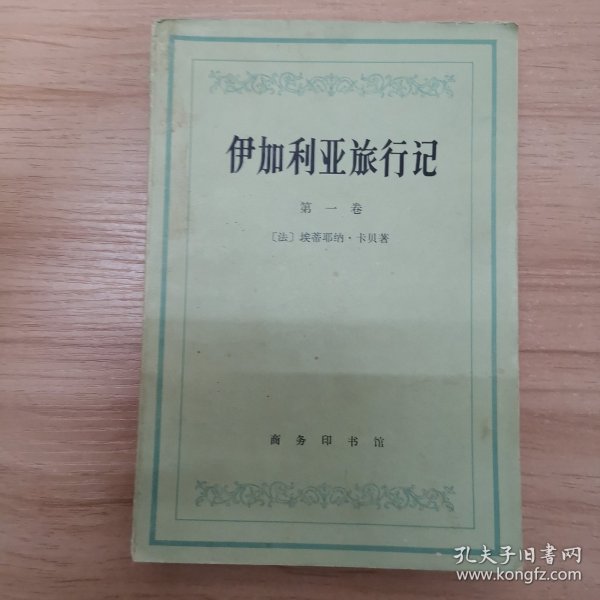 伊加利亚旅行记
第一卷
〔法〕埃蒂耶纳·卡贝著
商务印书馆
孔夫子旧书网
www.kongfz.com